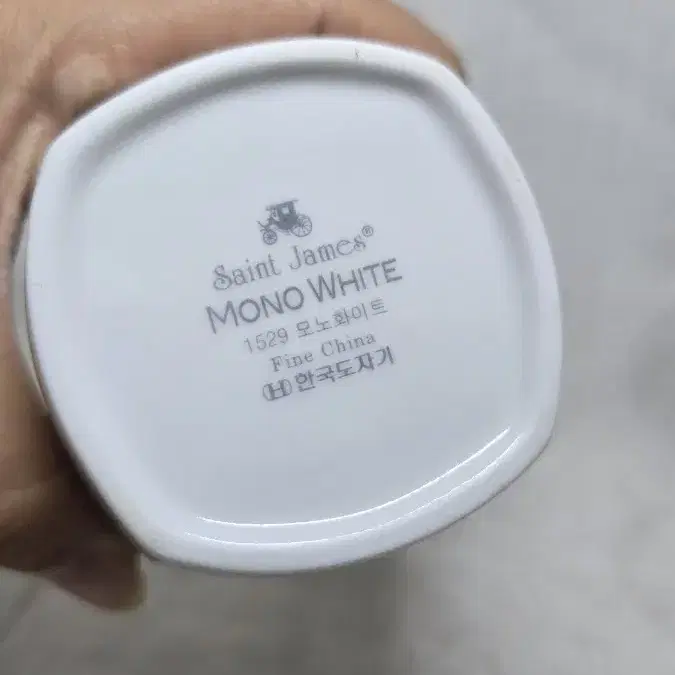 Saint James®
MONO WHITE
1529 모노화이트
Fine China
(H) 한국도자기